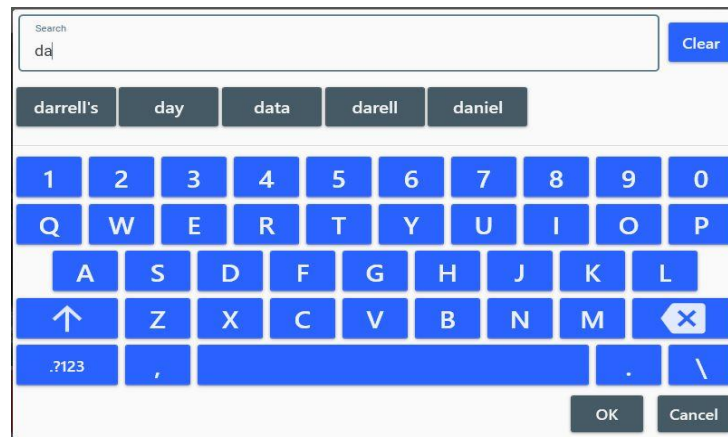 Search
da
Clear
darrell's day data darell daniel
1 2 3 4 5 6 7 8 9 0
Q W E R T Y U I O P
A S D F G H J K L
Z X C V B N M
.?123 , . \
OK Cancel